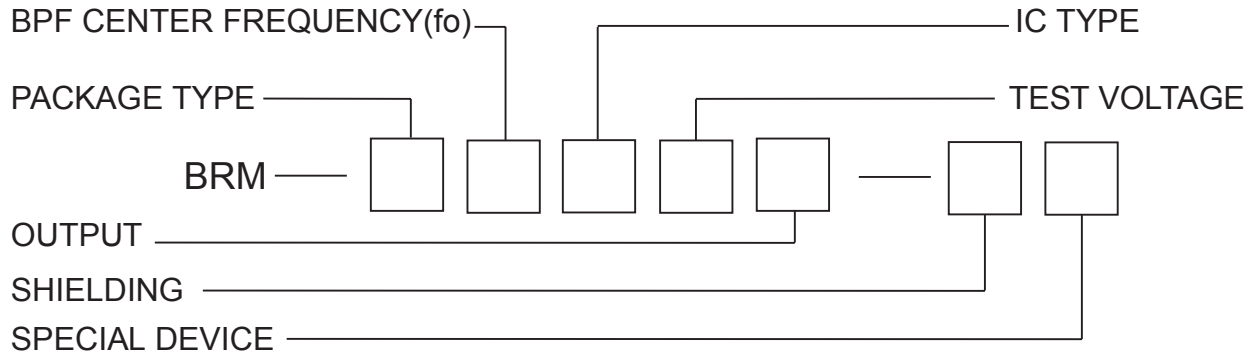 BPF CENTER FREQUENCY(fo)
IC TYPE
PACKAGE TYPE
TEST VOLTAGE
BRM
OUTPUT
SHIELDING
SPECIAL DEVICE